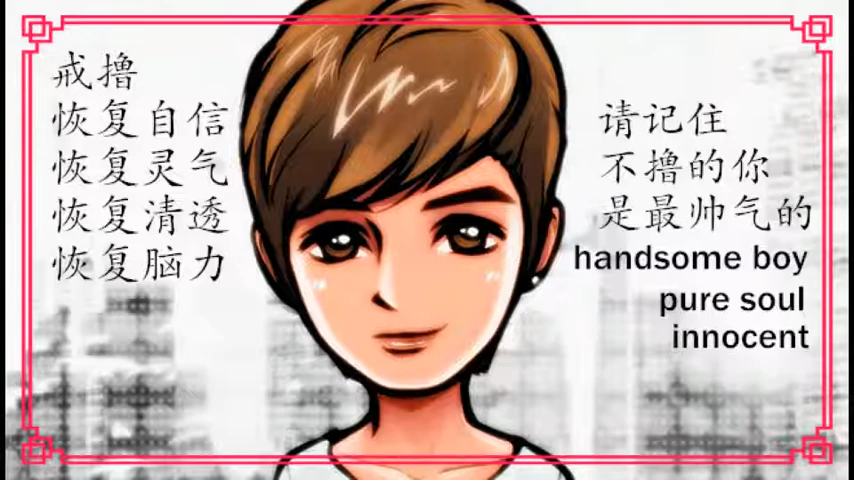 戒撸
恢复自信
恢复灵气
恢复清透
恢复脑力
请记住
不撸的你
是最帅气的
handsome boy
pure soul
innocent